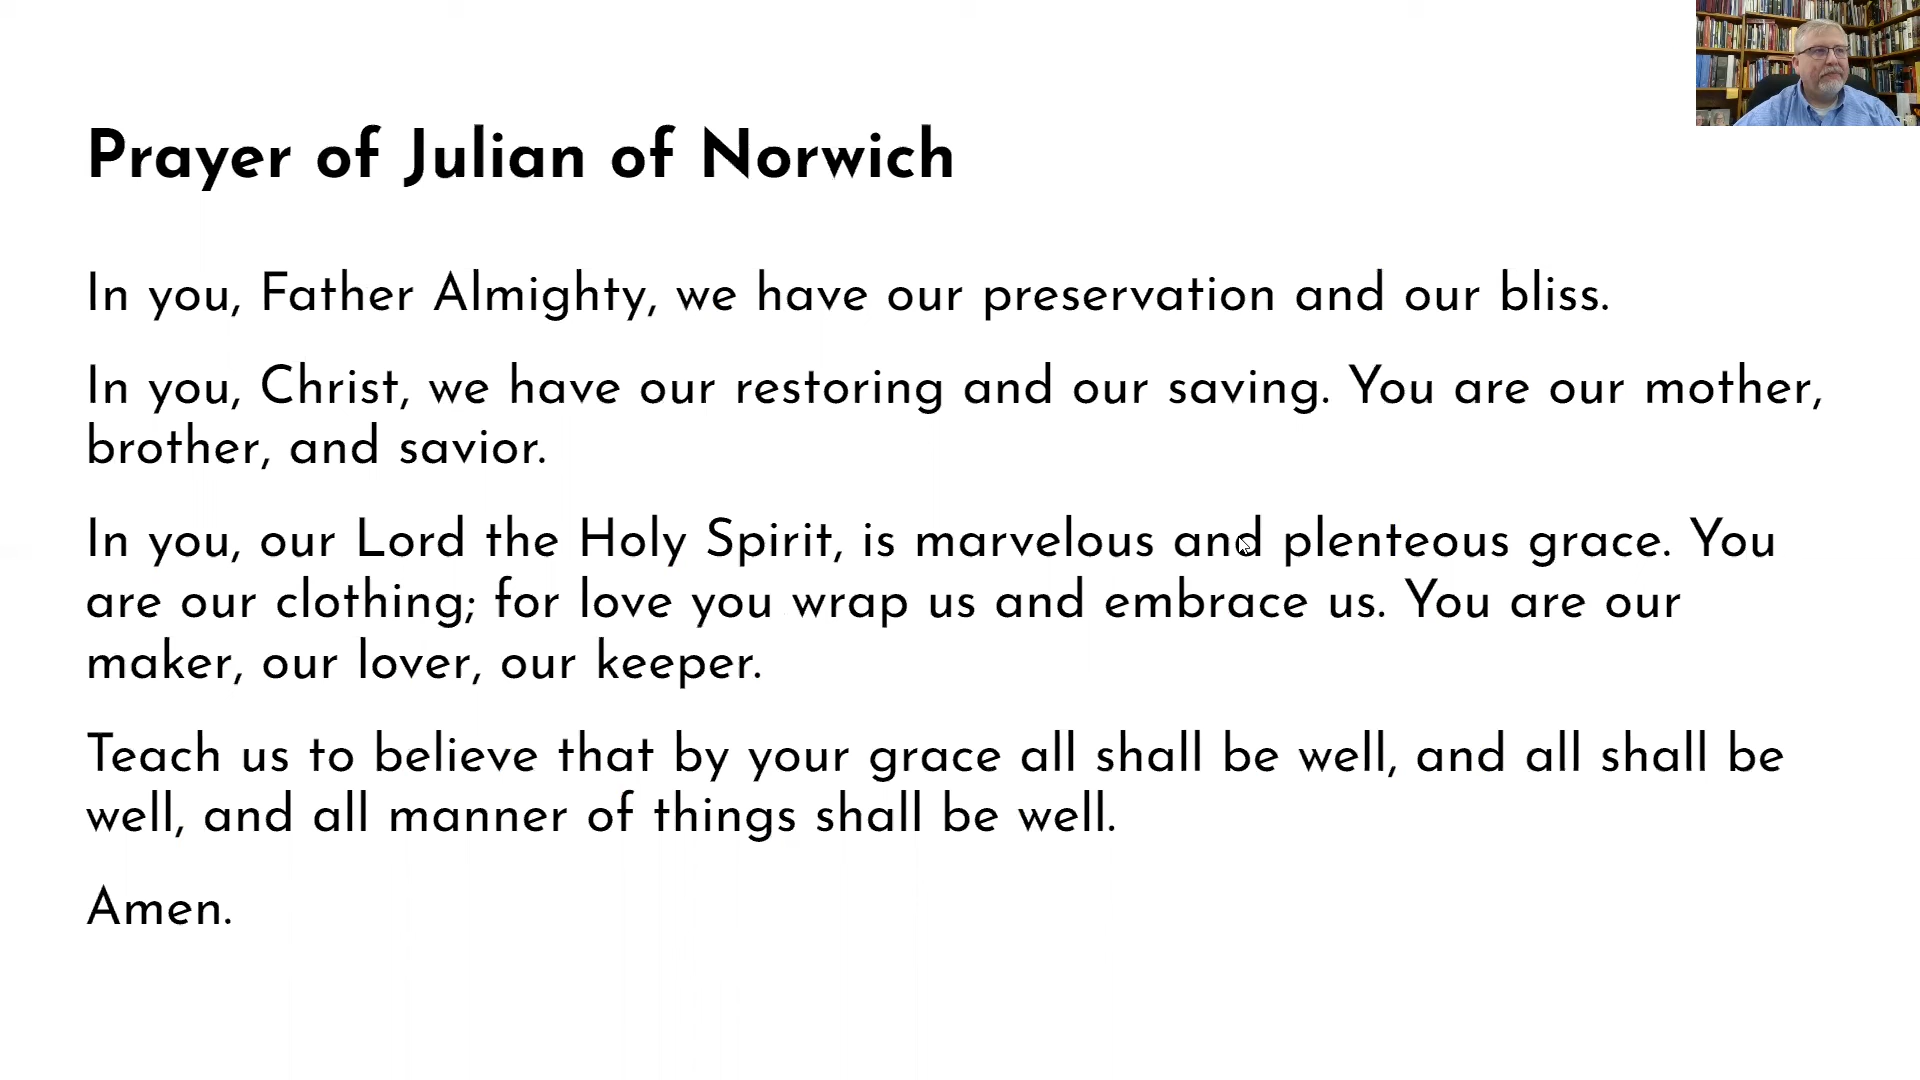 Prayer of Julian of Norwich
In you, Father Almighty, we have our preservation and our bliss.
In you, Christ, we have our restoring and our saving. You are our mother,
brother, and savior.
In you, our Lord the Holy Spirit, is marvelous and plenteous grace. You
are our clothing; for love you wrap us and embrace us. You are our
maker, our lover, our keeper.
Teach us to believe that by your grace all shall be well, and all shall be
well, and all manner of things shall be well.
Amen.